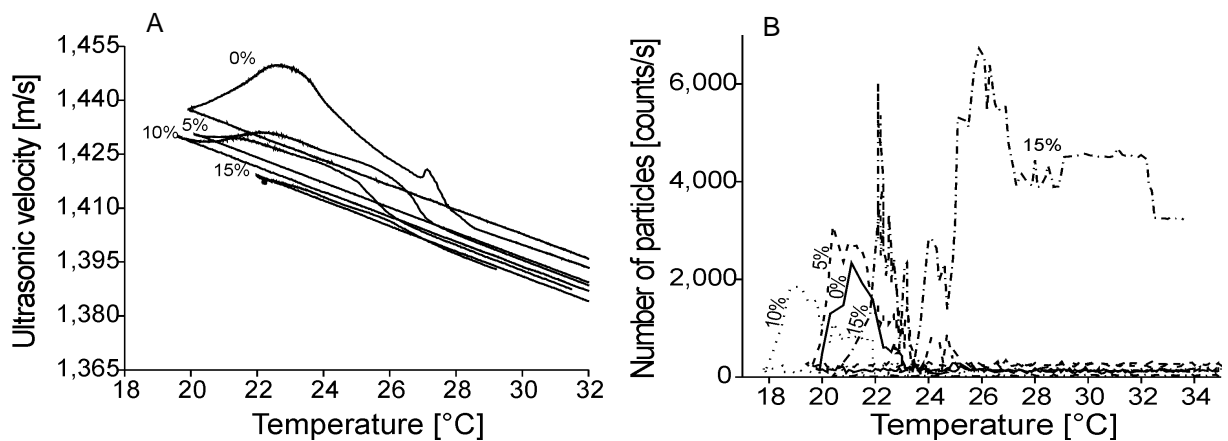 A
Ultrasonic velocity [m/s]
1,455
1,440
1,425
1,410
1,395
1,380
1,365
0%
5%
10%
15%
18 20 22 24 26 28 30 32
Temperature [°C]
B
Number of particles [counts/s]
6,000
4,000
2,000
0
10%
5%
0%
15%
15%
18 20 22 24 26 28 30 32 34
Temperature [°C]